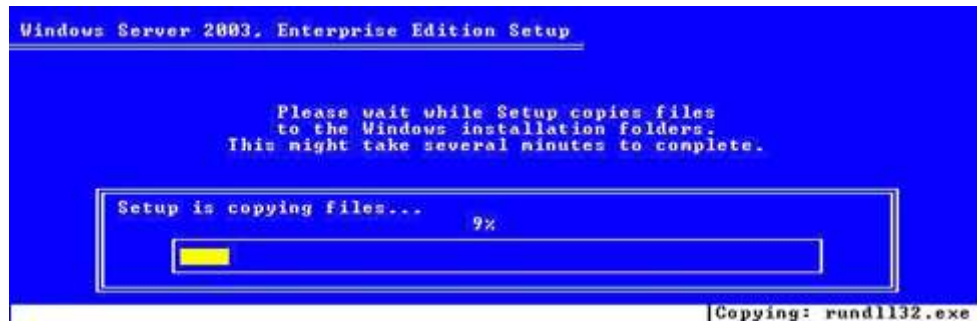 Windows Server 2003, Enterprise Edition Setup
Please wait while Setup copies files
to the Windows installation folders.
This might take several minutes to complete.
Setup is copying files...
9%
Copying: rundll32.exe